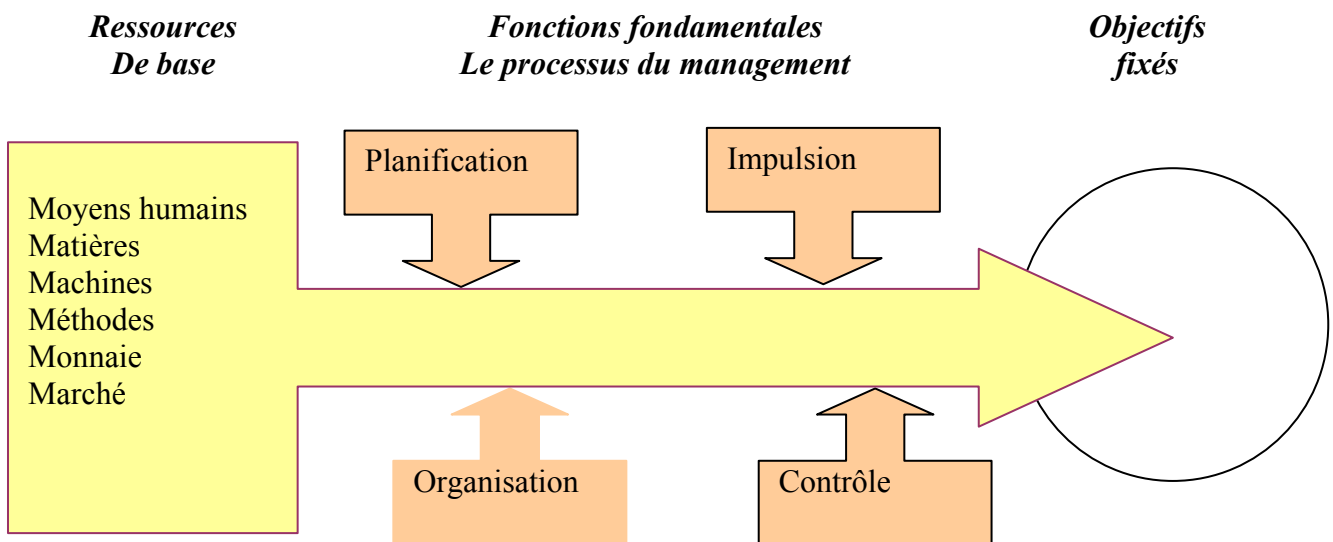 Ressources
De base
Fonctions fondamentales
Le processus du management
Objectifs
fixés
Moyens humains
Matières
Machines
Méthodes
Monnaie
Marché
Planification
Impulsion
Organisation
Contrôle